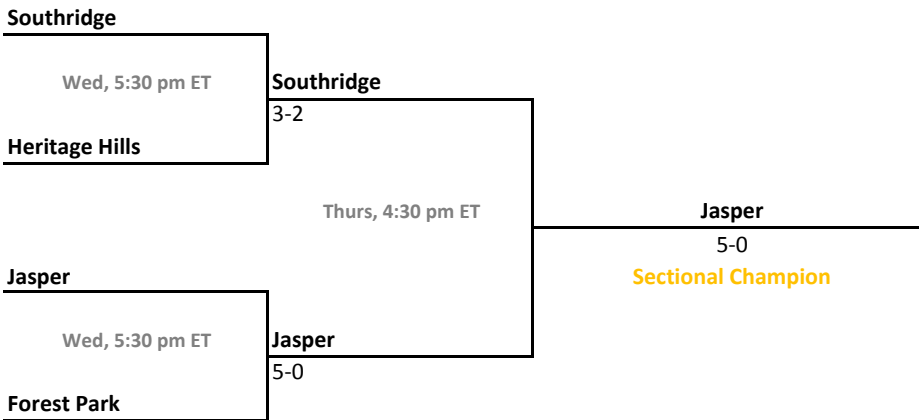 Southridge
Wed, 5:30 pm ET
Southridge
3-2
Heritage Hills
Thurs, 4:30 pm ET
Jasper
5-0
Sectional Champion
Jasper
Wed, 5:30 pm ET
Jasper
5-0
Forest Park